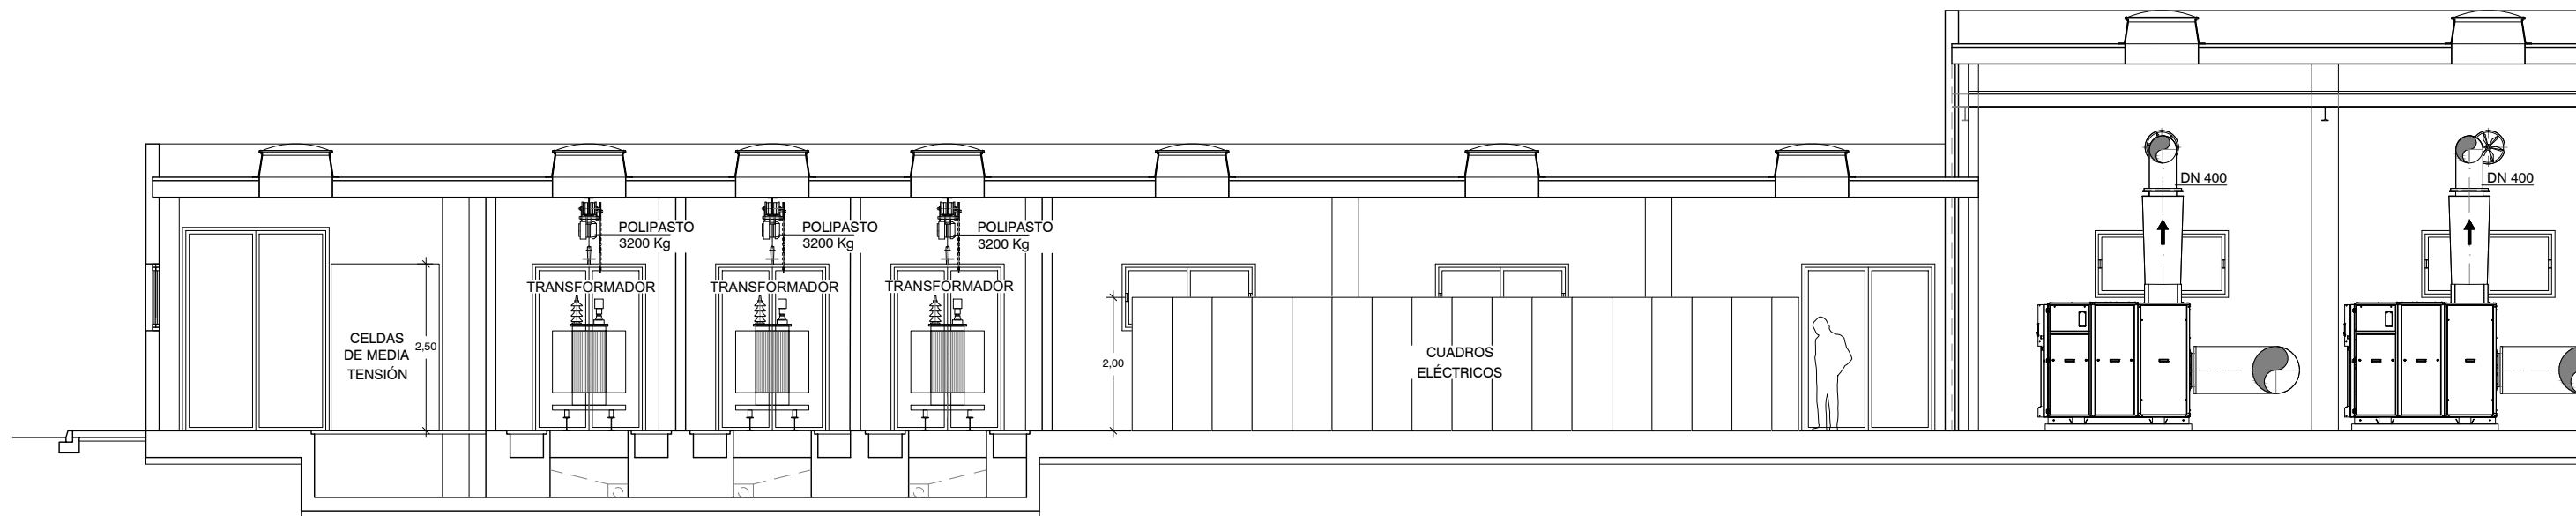 DN 400
DN 400
POLIPASTO
3200 Kg
POLIPASTO
3200 Kg
POLIPASTO
3200 Kg
TRANSFORMADOR
TRANSFORMADOR
TRANSFORMADOR
CELDAS
DE MEDIA
TENSIÓN
2,50
2,00
CUADROS
ELÉCTRICOS